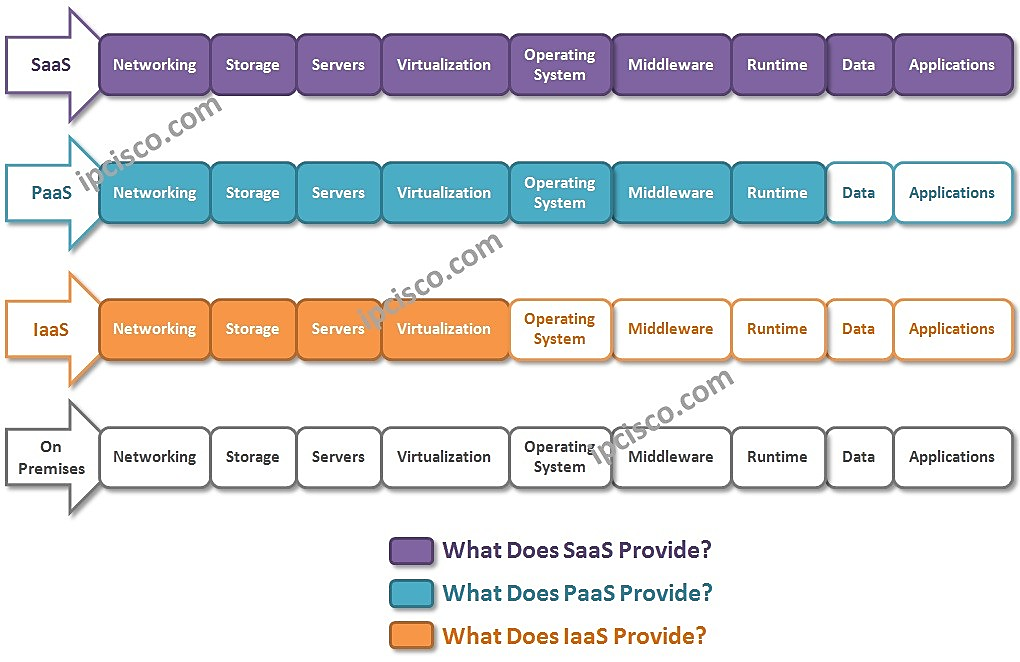 SaaS Networking Storage Servers Virtualization Operating System Middleware Runtime Data Applications
ipcisco.com
PaaS Networking Storage Servers Virtualization Operating System Middleware Runtime Data Applications
ipcisco.com
IaaS Networking Storage Servers Virtualization Operating System Middleware Runtime Data Applications
ipcisco.com
On Premises Networking Storage Servers Virtualization Operating System Middleware Runtime Data Applications
What Does SaaS Provide?
What Does PaaS Provide?
What Does IaaS Provide?